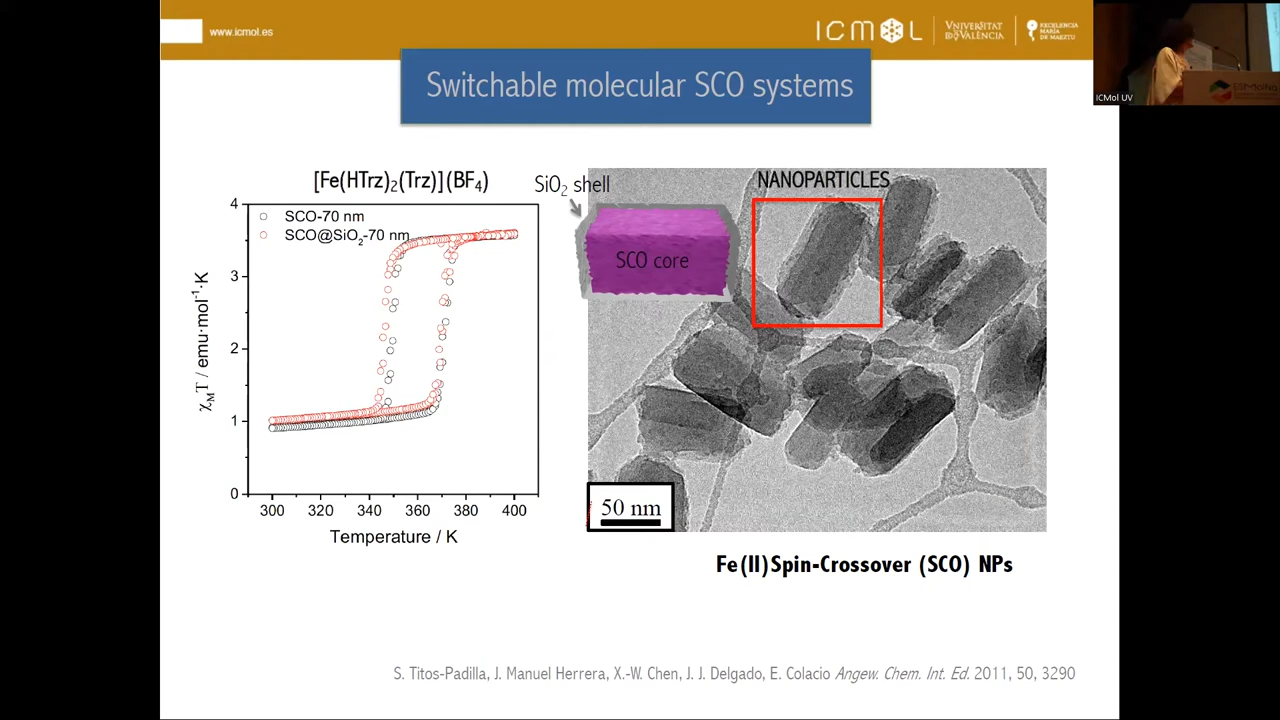 www.icmol.es
ICMOL
VNIVERSITAT
DE VALÈNCIA
EXCELENCIA
MARÍA
DE MAEZTU
ICMol UV
Switchable molecular SCO systems
[Fe(HTrz)₂(Trz)](BF₄)
SiO₂ shell
NANOPARTICLES
SCO-70 nm
SCO@SiO₂-70 nm
SCO core
χMT / emu·mol⁻¹·K
4
3
2
1
0
300 320 340 360 380 400
Temperature / K
50 nm
Fe(II)Spin-Crossover (SCO) NPs
S. Titos-Padilla, J. Manuel Herrera, X.-W. Chen, J. J. Delgado, E. Colacio Angew. Chem. Int. Ed. 2011, 50, 3290